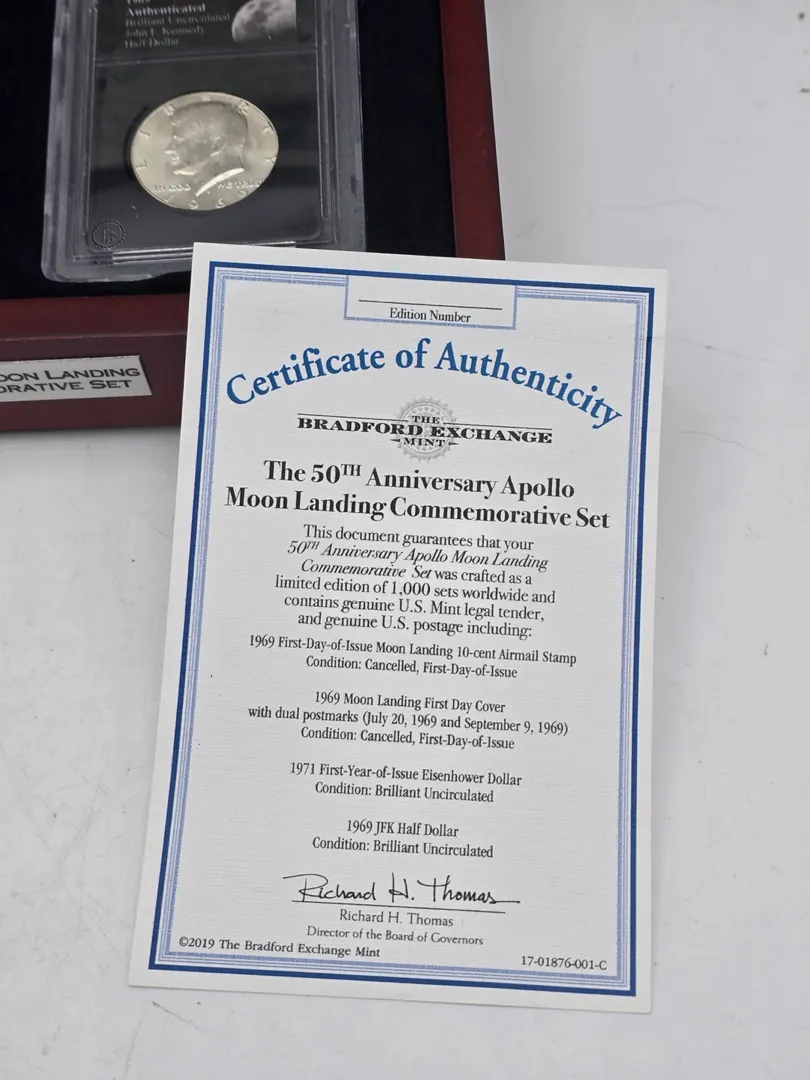 Authenticated
Brilliant Uncirculated
John F. Kennedy
Half Dollar
LIBERTY
IN GOD WE TRUST
1969
OON LANDING
ORATIVE SET
Edition Number
Certificate of Authenticity
THE
BRADFORD EXCHANGE
MINT
The 50TH Anniversary Apollo
Moon Landing Commemorative Set
This document guarantees that your
50TH Anniversary Apollo Moon Landing
Commemorative Set was crafted as a
limited edition of 1,000 sets worldwide and
contains genuine U.S. Mint legal tender,
and genuine U.S. postage including:
1969 First-Day-of-Issue Moon Landing 10-cent Airmail Stamp
Condition: Cancelled, First-Day-of-Issue
1969 Moon Landing First Day Cover
with dual postmarks (July 20, 1969 and September 9, 1969)
Condition: Cancelled, First-Day-of-Issue
1971 First-Year-of-Issue Eisenhower Dollar
Condition: Brilliant Uncirculated
1969 JFK Half Dollar
Condition: Brilliant Uncirculated
Richard H. Thomas
Richard H. Thomas
Director of the Board of Governors
©2019 The Bradford Exchange Mint
17-01876-001-C